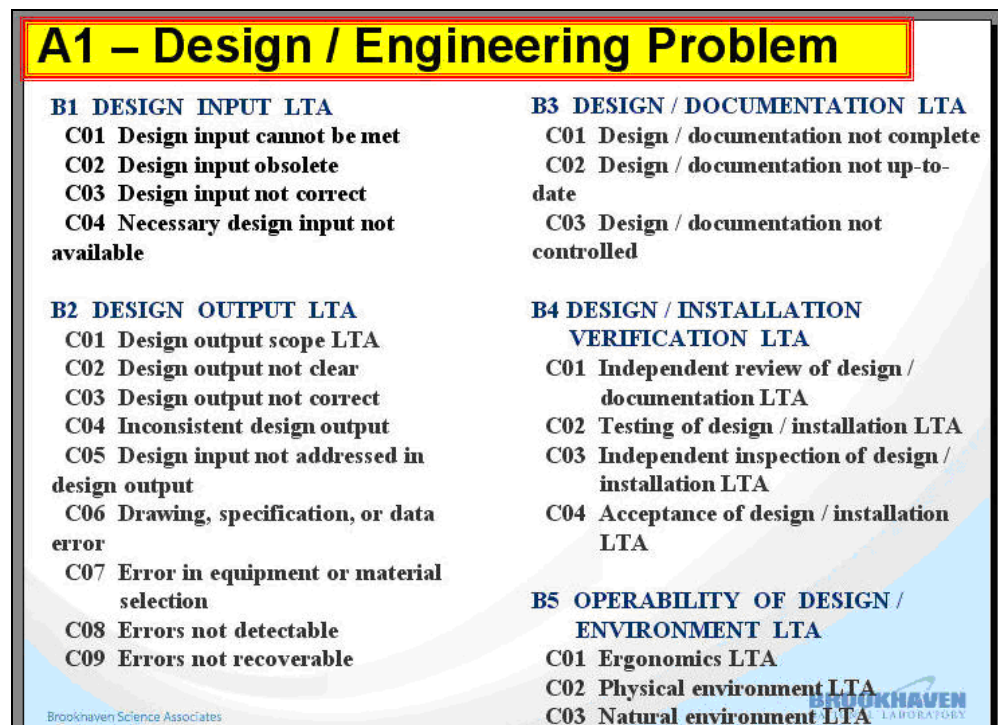 A1 – Design / Engineering Problem
B1 DESIGN INPUT LTA
C01 Design input cannot be met
C02 Design input obsolete
C03 Design input not correct
C04 Necessary design input not
available
B2 DESIGN OUTPUT LTA
C01 Design output scope LTA
C02 Design output not clear
C03 Design output not correct
C04 Inconsistent design output
C05 Design input not addressed in
design output
C06 Drawing, specification, or data
error
C07 Error in equipment or material
selection
C08 Errors not detectable
C09 Errors not recoverable
B3 DESIGN / DOCUMENTATION LTA
C01 Design / documentation not complete
C02 Design / documentation not up-to-
date
C03 Design / documentation not
controlled
B4 DESIGN / INSTALLATION
VERIFICATION LTA
C01 Independent review of design /
documentation LTA
C02 Testing of design / installation LTA
C03 Independent inspection of design /
installation LTA
C04 Acceptance of design / installation
LTA
B5 OPERABILITY OF DESIGN /
ENVIRONMENT LTA
C01 Ergonomics LTA
C02 Physical environment LTA
C03 Natural environment LTA
Brookhaven Science Associates
BROOKHAVEN
LABORATORY